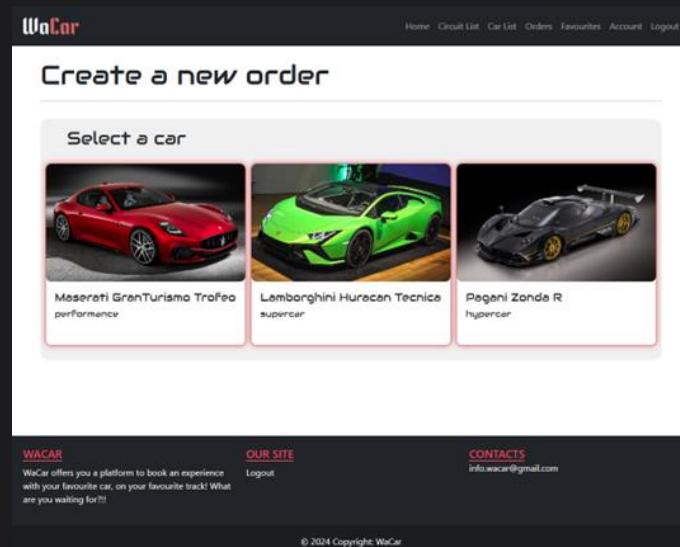 WaCar
Home Circuit List Car List Orders Favourites Account Logout
Create a new order
Select a car
Maserati GranTurismo Trofeo
performance
Lamborghini Huracan Tecnica
supercar
Pagani Zonda R
hypercar
WACAR
WaCar offers you a platform to book an experience
with your favourite car, on your favourite track! What
are you waiting for?!!
OUR SITE
Logout
CONTACTS
info.wacar@gmail.com
© 2024 Copyright: WaCar